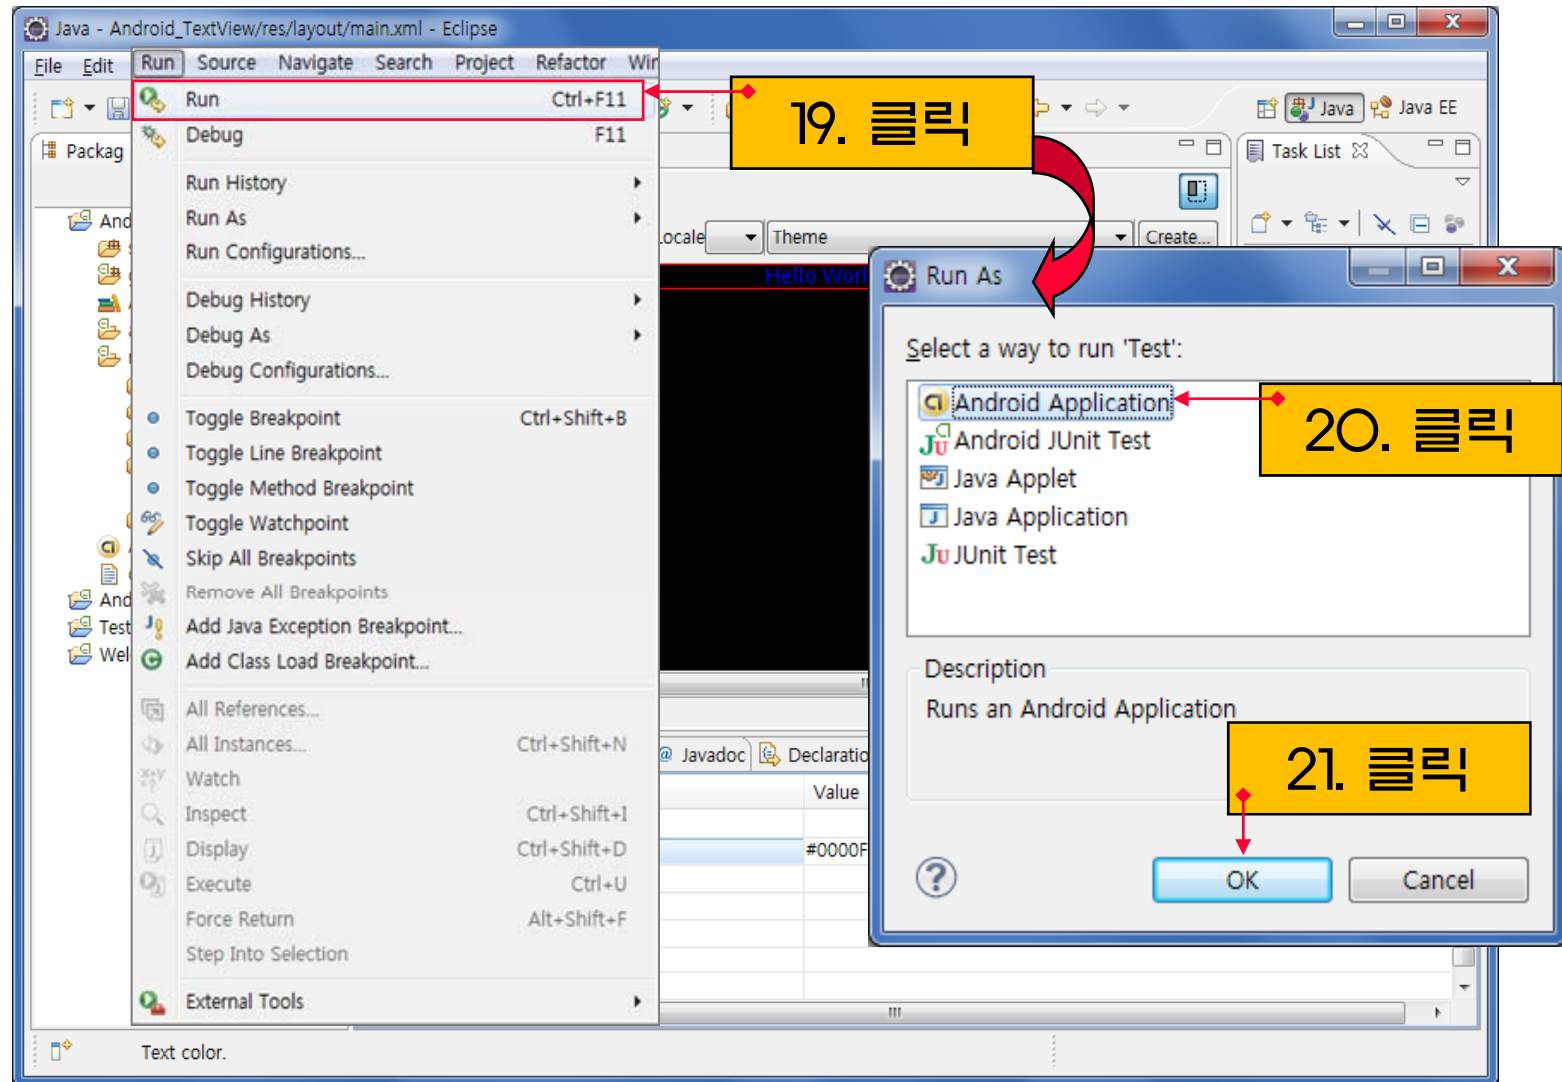 Java - Android_TextView/res/layout/main.xml - Eclipse
File Edit Run Source Navigate Search Project Refactor
Run Ctrl+F11
Debug F11
Run History
Run As
Run Configurations...
Debug History
Debug As
Debug Configurations...
Toggle Breakpoint Ctrl+Shift+B
Toggle Line Breakpoint
Toggle Method Breakpoint
Toggle Watchpoint
Skip All Breakpoints
Remove All Breakpoints
Add Java Exception Breakpoint...
Add Class Load Breakpoint...
All References...
All Instances... Ctrl+Shift+N
Watch
Inspect Ctrl+Shift+I
Display Ctrl+Shift+D
Execute Ctrl+U
Force Return Alt+Shift+F
Step Into Selection
External Tools
19. 클릭
Java Java EE
Packag
Task List
And
And
Test
Wel
Locale Theme Create...
Hello Worl
Run As
Select a way to run 'Test':
Android Application
Android JUnit Test
Java Applet
Java Application
JUnit Test
20. 클릭
Description
Runs an Android Application
21. 클릭
OK Cancel
@ Javadoc Declaratio
Value
#0000F
Text color.